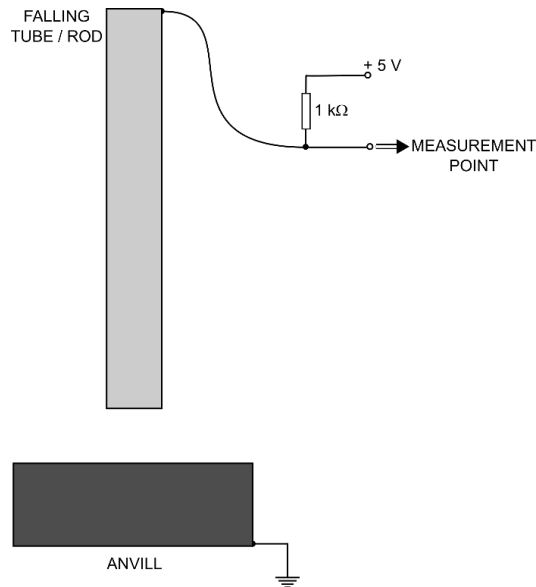 FALLING
TUBE / ROD
+ 5 V
1 kΩ
MEASUREMENT
POINT
ANVILL